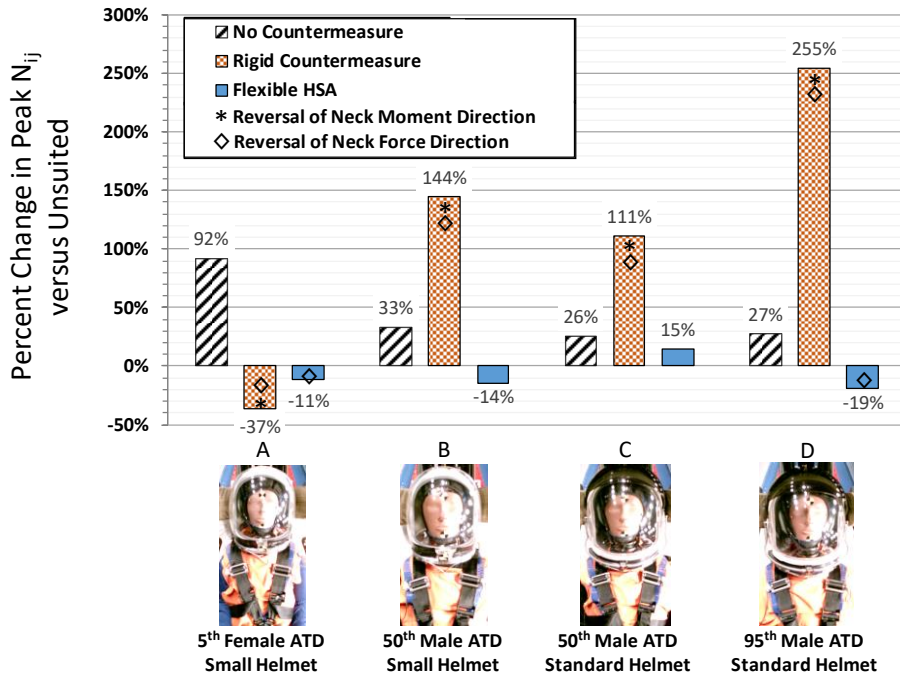 Percent Change in Peak Nij
versus Unsuited
300%
250%
200%
150%
100%
50%
0%
-50%
No Countermeasure
Rigid Countermeasure
Flexible HSA
* Reversal of Neck Moment Direction
◇ Reversal of Neck Force Direction
92%
-37%
-11%
33%
144%
-14%
26%
111%
15%
27%
255%
-19%
A
B
C
D
5th Female ATD
Small Helmet
50th Male ATD
Small Helmet
50th Male ATD
Standard Helmet
95th Male ATD
Standard Helmet